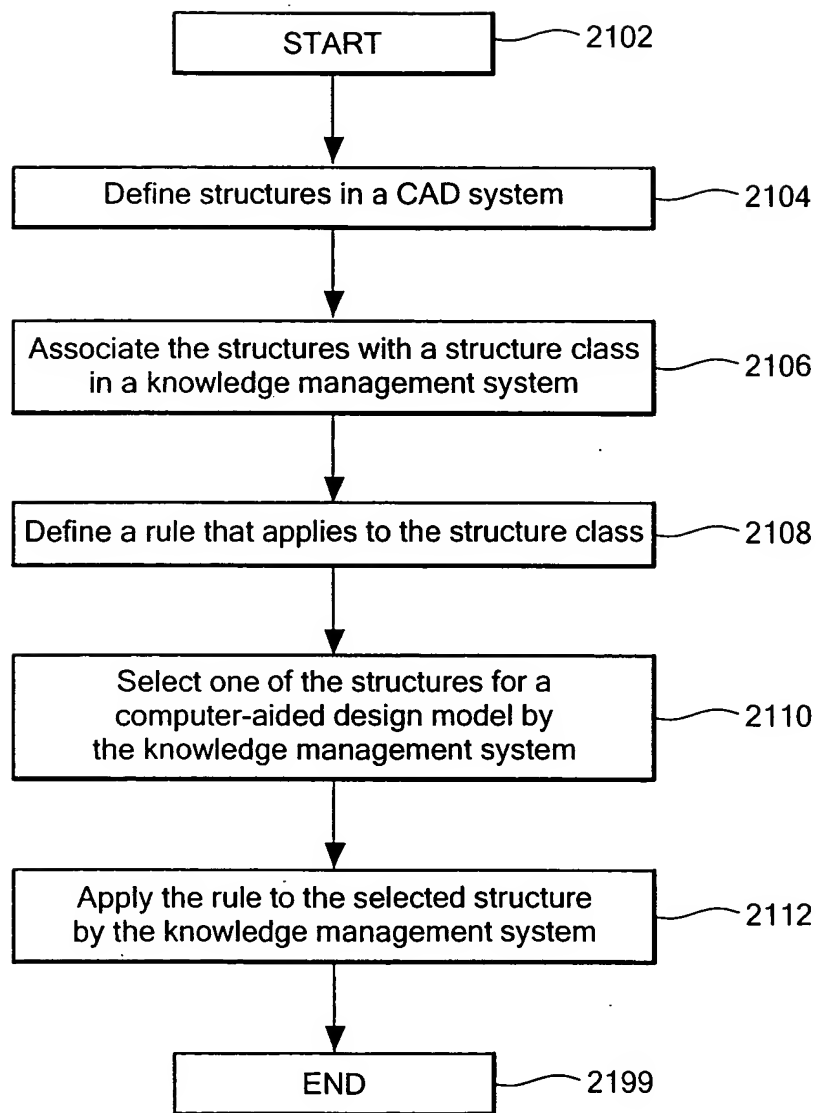 START
2102
Define structures in a CAD system
2104
Associate the structures with a structure class
in a knowledge management system
2106
Define a rule that applies to the structure class
2108
Select one of the structures for a
computer-aided design model by
the knowledge management system
2110
Apply the rule to the selected structure
by the knowledge management system
2112
END
2199